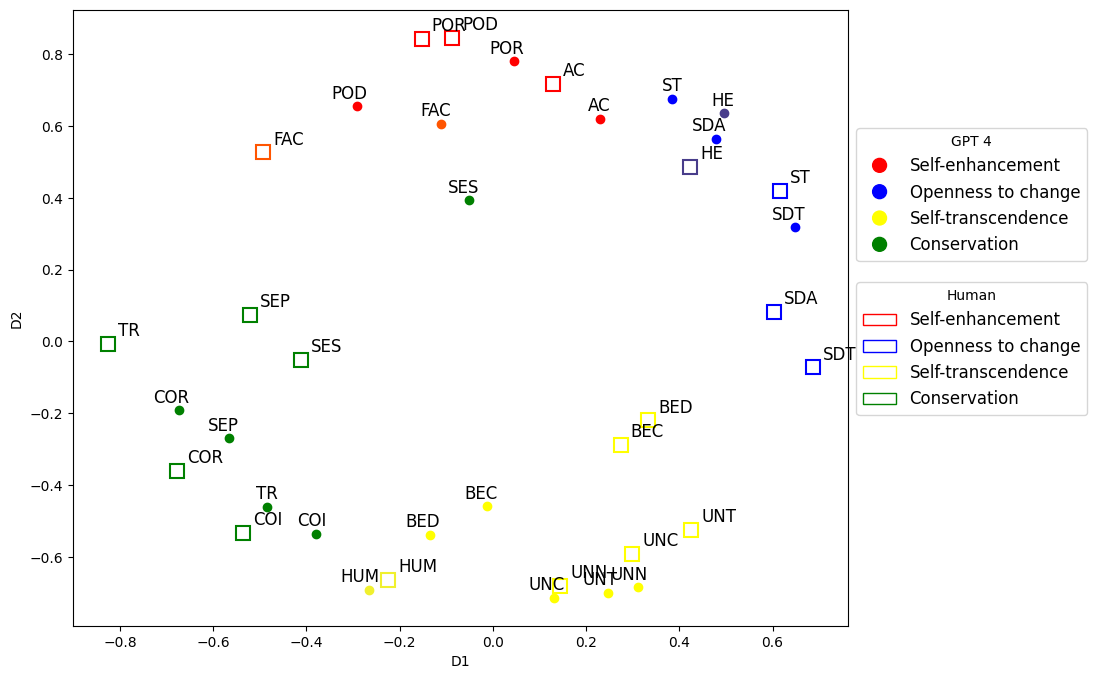 POR
POD
POR
AC
POD
FAC
AC
ST
HE
SDA
FAC
HE
SES
ST
SDT
SEP
SDA
TR
SES
SDT
COR
BED
SEP
BEC
COR
TR
BEC
COI
COI
BED
UNT
UNC
HUM
HUM
UNN
UNC
UNT
UNN
0.8
0.6
0.4
0.2
0.0
−0.2
−0.4
−0.6
D2
−0.8
−0.6
−0.4
−0.2
0.0
0.2
0.4
0.6
D1
GPT 4
Self-enhancement
Openness to change
Self-transcendence
Conservation
Human
Self-enhancement
Openness to change
Self-transcendence
Conservation